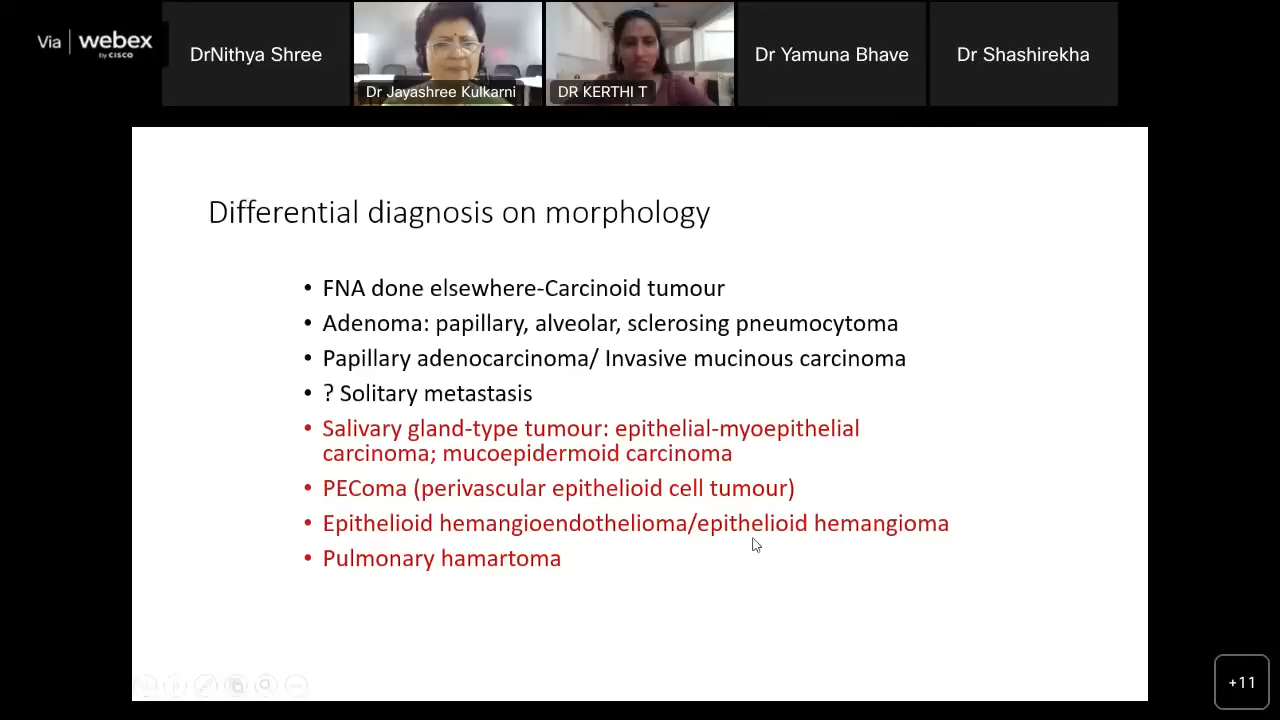 Via webex
by CISCO
DrNithya Shree
Dr Jayashree Kulkarni
DR KERTHI T
Dr Yamuna Bhave
Dr Shashirekha
Differential diagnosis on morphology
• FNA done elsewhere-Carcinoid tumour
• Adenoma: papillary, alveolar, sclerosing pneumocytoma
• Papillary adenocarcinoma/ Invasive mucinous carcinoma
• ? Solitary metastasis
• Salivary gland-type tumour: epithelial-myoepithelial
carcinoma; mucoepidermoid carcinoma
• PEComa (perivascular epithelioid cell tumour)
• Epithelioid hemangioendothelioma/epithelioid hemangioma
• Pulmonary hamartoma
+11